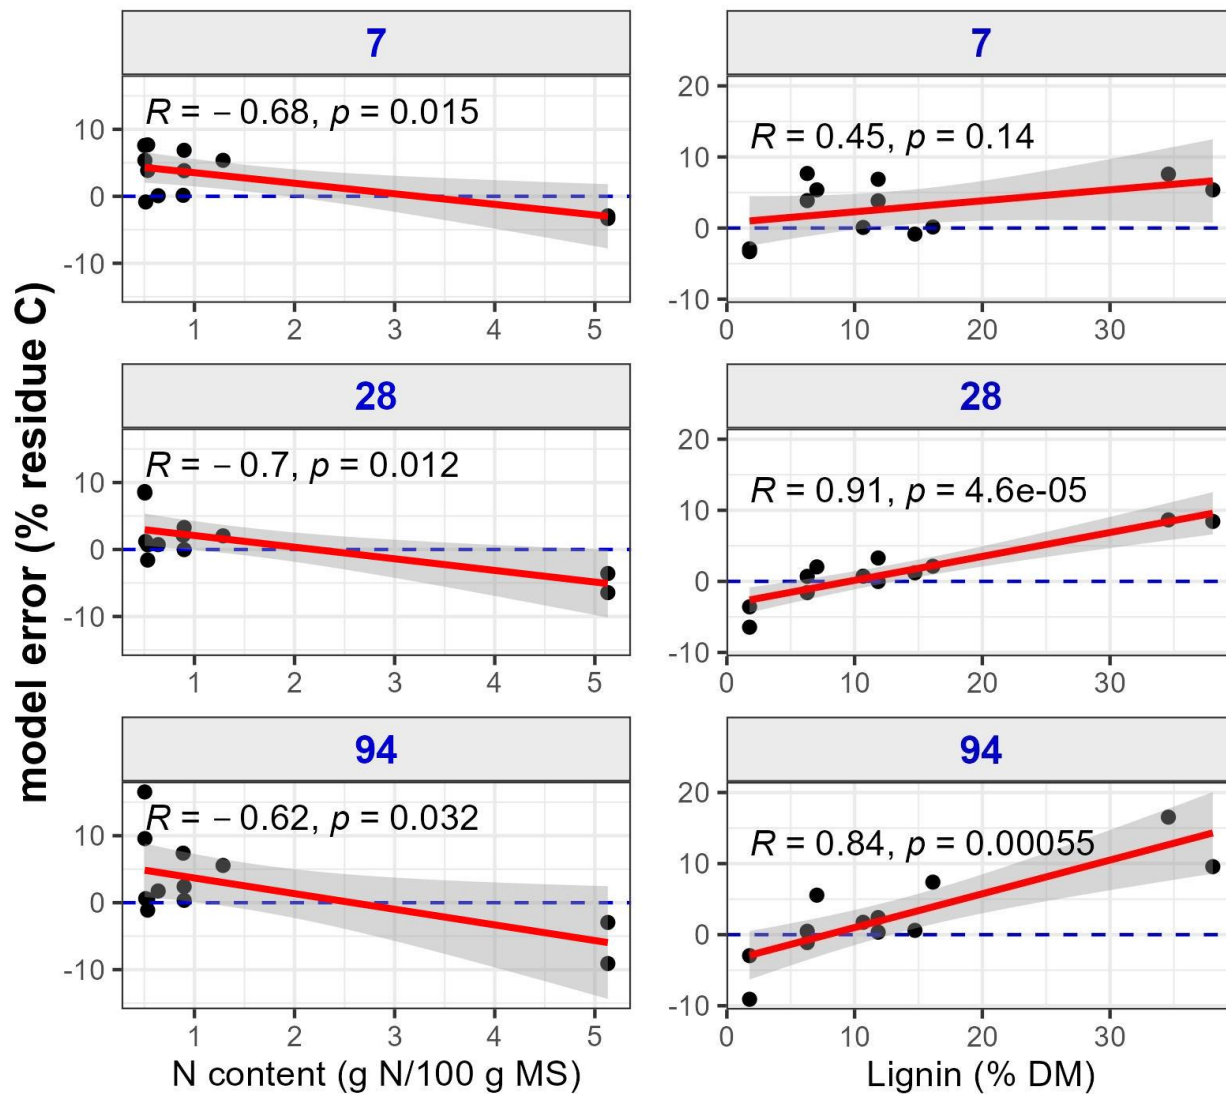 model error (% residue C)
7
R = − 0.68, p = 0.015
10
0
-10
1 2 3 4 5
7
R = 0.45, p = 0.14
20
10
0
-10
0 10 20 30
28
R = − 0.7, p = 0.012
10
0
-10
1 2 3 4 5
28
R = 0.91, p = 4.6e-05
20
10
0
-10
0 10 20 30
94
R = − 0.62, p = 0.032
10
0
-10
1 2 3 4 5
N content (g N/100 g MS)
94
R = 0.84, p = 0.00055
20
10
0
-10
0 10 20 30
Lignin (% DM)